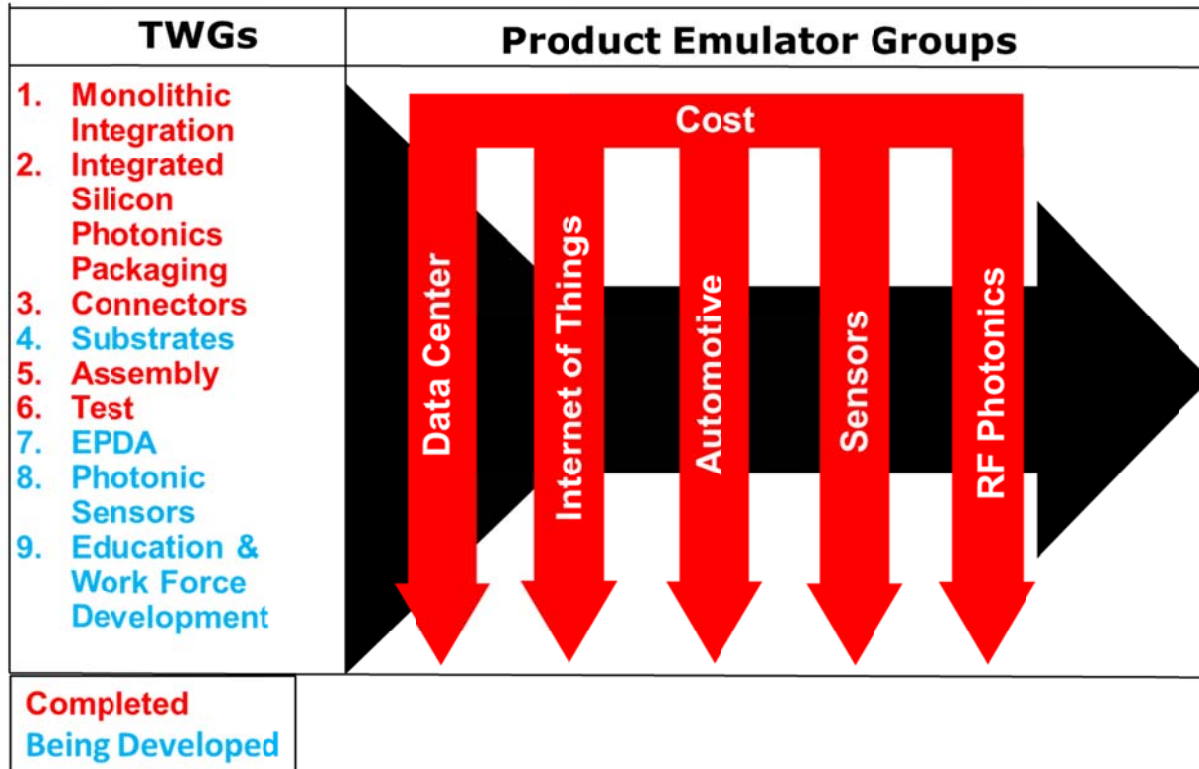 TWGs
Product Emulator Groups
1. Monolithic
Integration
2. Integrated
Silicon
Photonics
Packaging
3. Connectors
4. Substrates
5. Assembly
6. Test
7. EPDA
8. Photonic
Sensors
9. Education &
Work Force
Development
Cost
Data Center
Internet of Things
Automotive
Sensors
RF Photonics
Completed
Being Developed